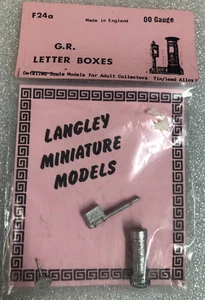 F24a Made in England 00 Gauge
G.R.
LETTER BOXES
Detailed Scale Models for Adult Collectors Tin/lead Alloy
LANGLEY
MINIATURE
MODELS